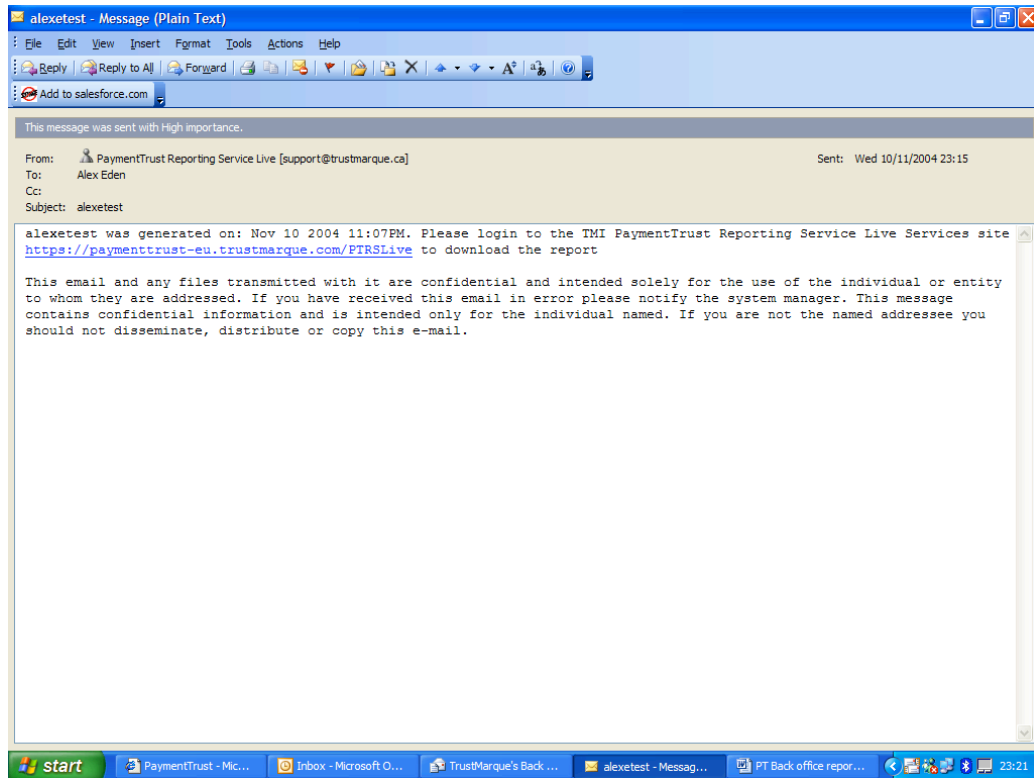 alexetest - Message (Plain Text)
File Edit View Insert Format Tools Actions Help
Reply Reply to All Forward
Add to salesforce.com
This message was sent with High importance.
From: PaymentTrust Reporting Service Live [support@trustmarque.ca] Sent: Wed 10/11/2004 23:15
To: Alex Eden
Cc:
Subject: alexetest
alexetest was generated on: Nov 10 2004 11:07PM. Please login to the TMI PaymentTrust Reporting Service Live Services site
https://paymenttrust-eu.trustmarque.com/PTRSLive to download the report
This email and any files transmitted with it are confidential and intended solely for the use of the individual or entity
to whom they are addressed. If you have received this email in error please notify the system manager. This message
contains confidential information and is intended only for the individual named. If you are not the named addressee you
should not disseminate, distribute or copy this e-mail.
start PaymentTrust - Mic... Inbox - Microsoft O... TrustMarque's Back ... alexetest - Messag... PT Back office repor... 23:21